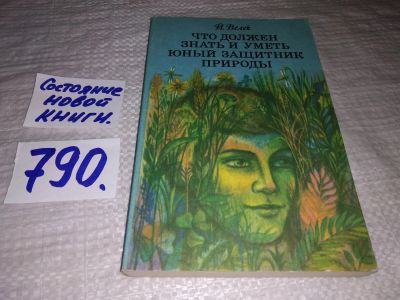 Состояние
новой
книги.
790.
Й. Велек
ЧТО ДОЛЖЕН
ЗНАТЬ И УМЕТЬ
ЮНЫЙ ЗАЩИТНИК
ПРИРОДЫ